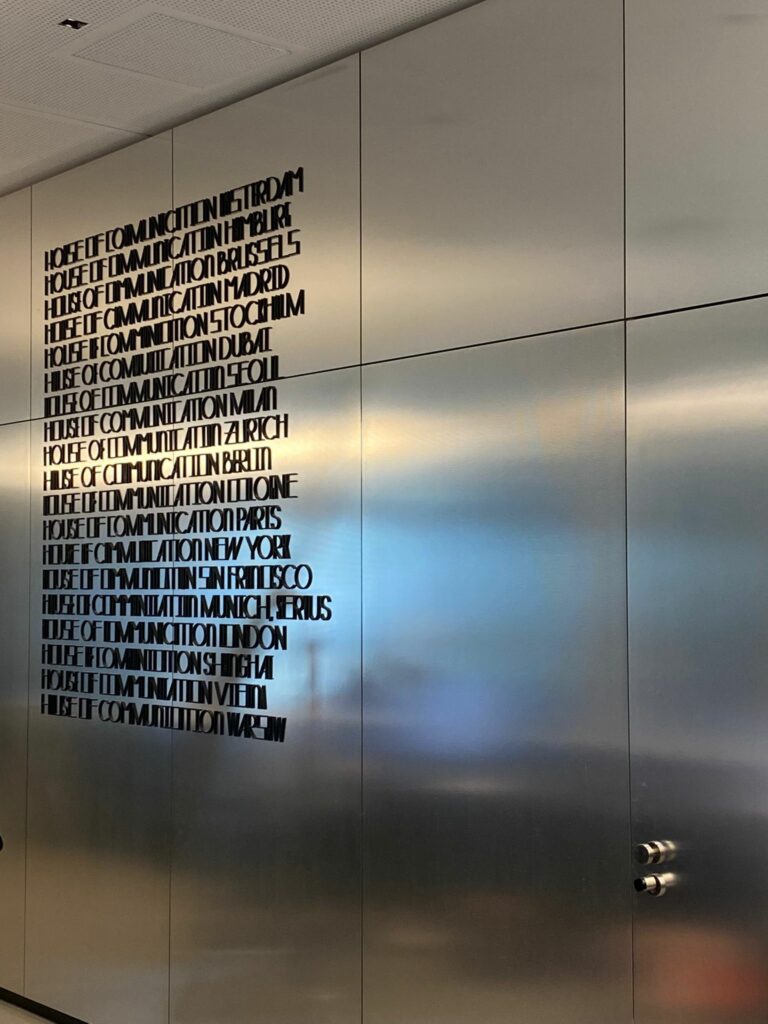 HOUSE OF COMMUNICATION AMSTERDAM
HOUSE OF COMMUNICATION HAMBURG
HOUSE OF COMMUNICATION BRUSSELS
HOUSE OF COMMUNICATION MADRID
HOUSE OF COMMUNICATION STOCKHOLM
HOUSE OF COMMUNICATION DUBAI
HOUSE OF COMMUNICATION SEOUL
HOUSE OF COMMUNICATION MILAN
HOUSE OF COMMUNICATION ZURICH
HOUSE OF COMMUNICATION BERLIN
HOUSE OF COMMUNICATION COLOGNE
HOUSE OF COMMUNICATION PARIS
HOUSE OF COMMUNICATION NEW YORK
HOUSE OF COMMUNICATION SAN FRANCISCO
HOUSE OF COMMUNICATION MUNICH,
HOUSE OF COMMUNICATION LONDON
HOUSE OF COMMUNICATION SHANGHAI
HOUSE OF COMMUNICATION VIENNA
HOUSE OF COMMUNICATION WARSAW